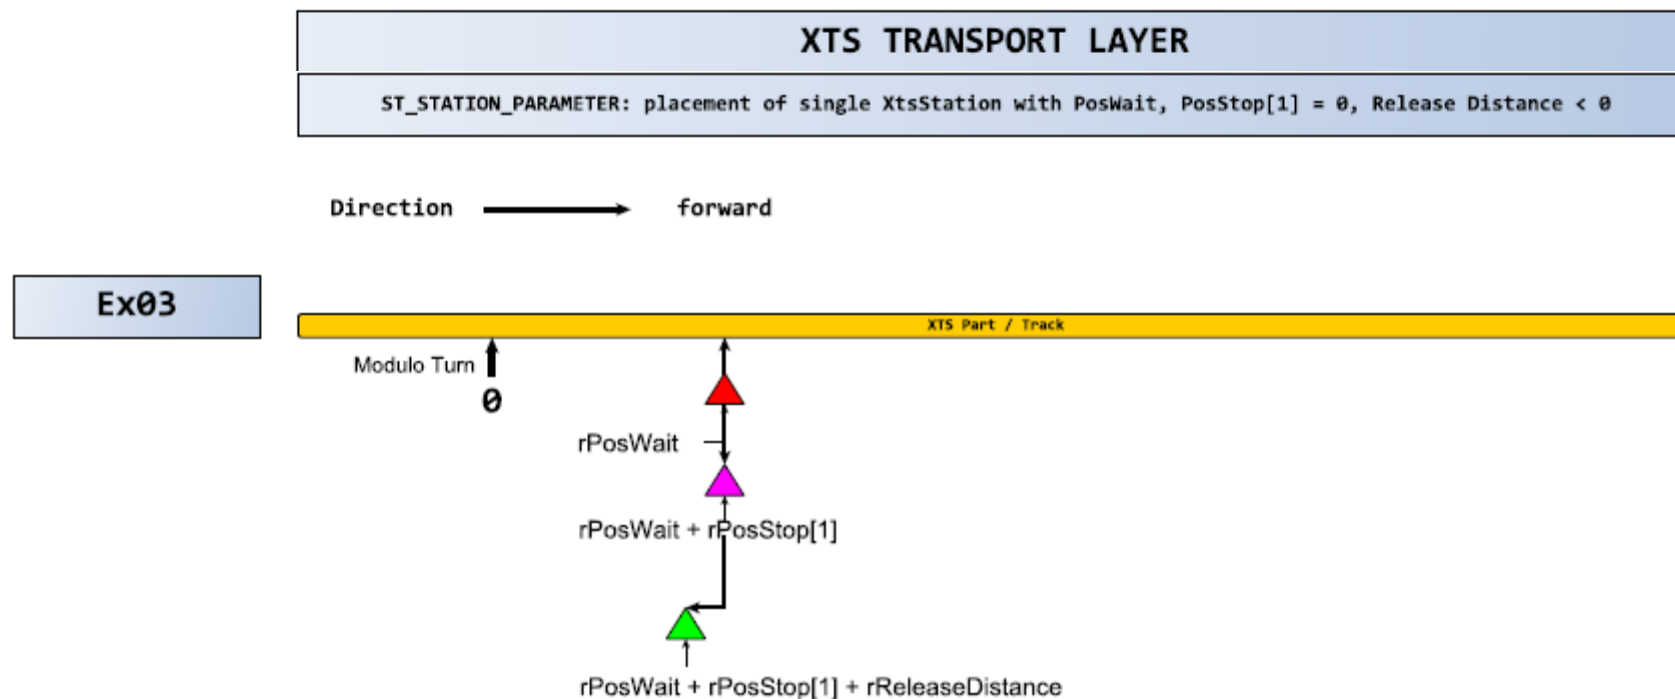 XTS TRANSPORT LAYER
ST_STATION_PARAMETER: placement of single XtsStation with PosWait, PosStop[1] = 0, Release Distance < 0
Direction forward
Ex03
XTS Part / Track
Modulo Turn
0
rPosWait
rPosWait + rPosStop[1]
rPosWait + rPosStop[1] + rReleaseDistance